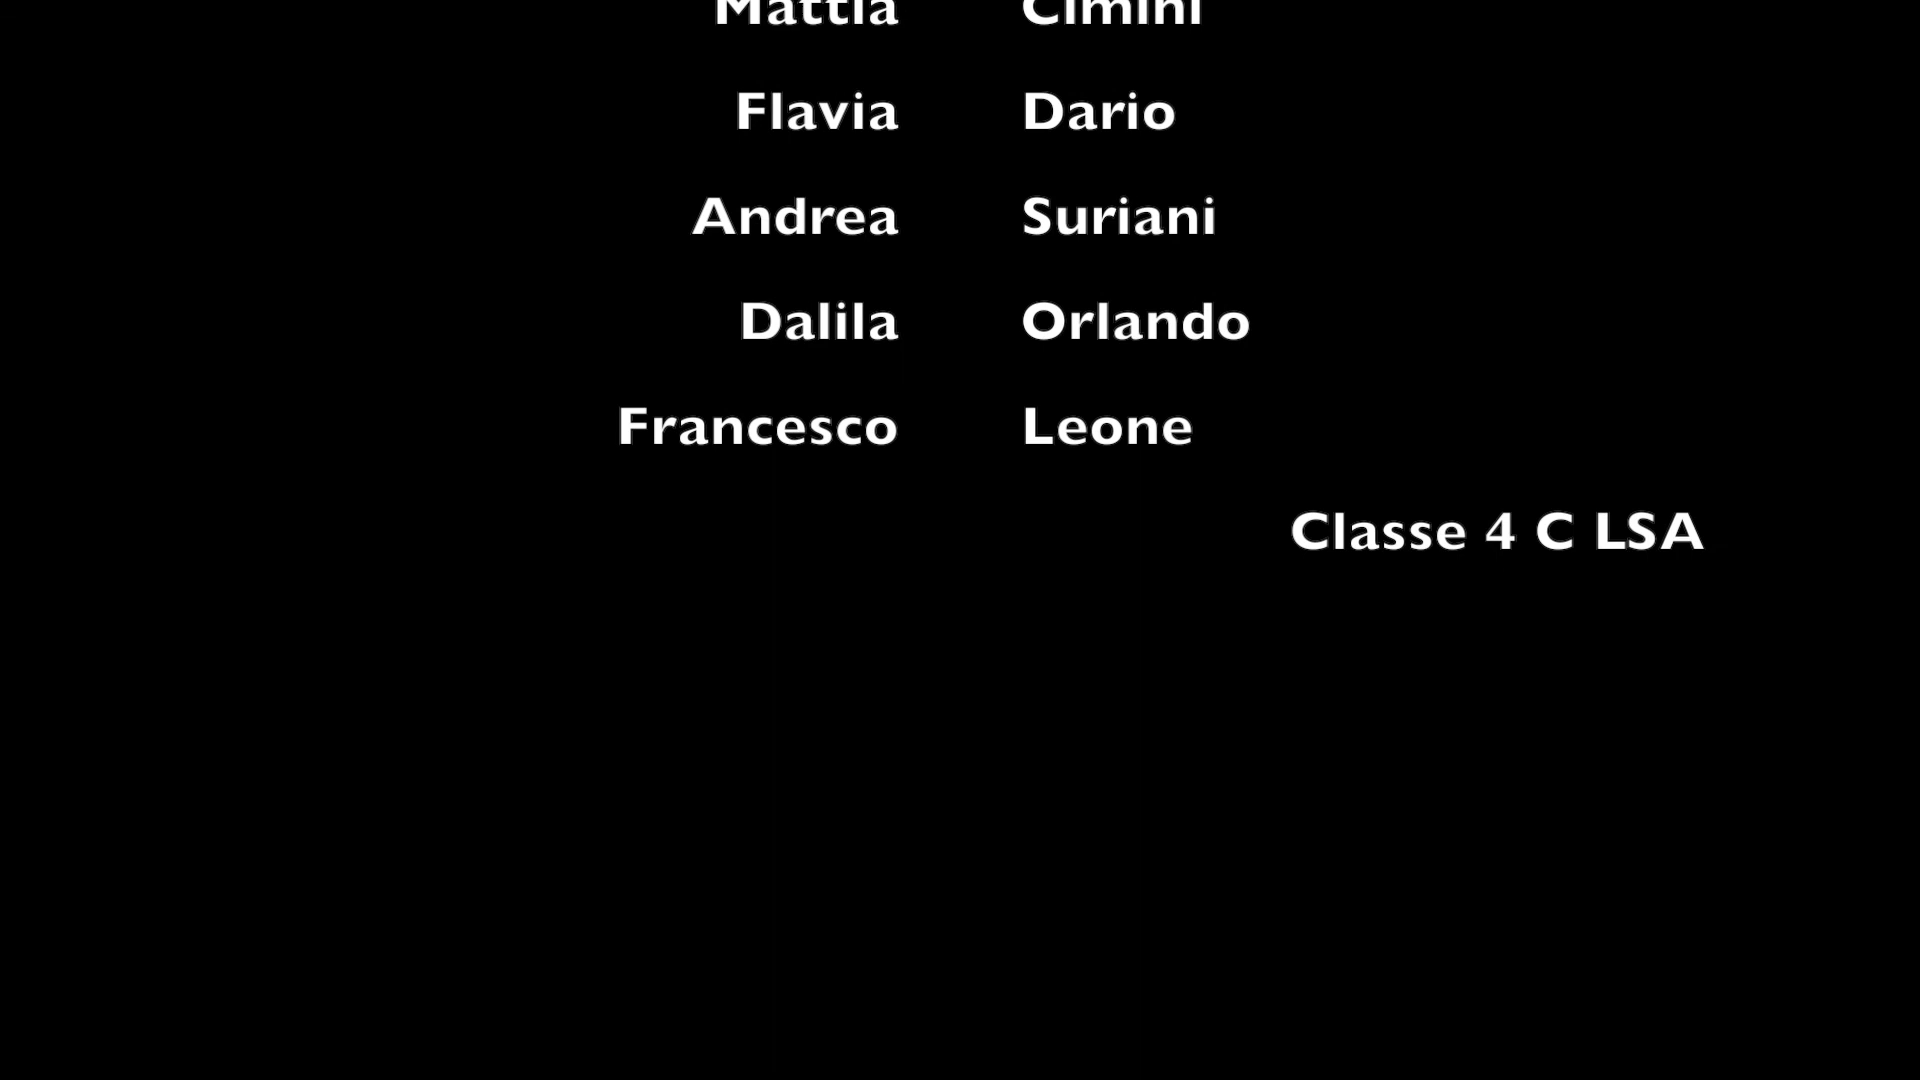 Mattia Cimini
Flavia Dario
Andrea Suriani
Dalila Orlando
Francesco Leone
Classe 4 C LSA